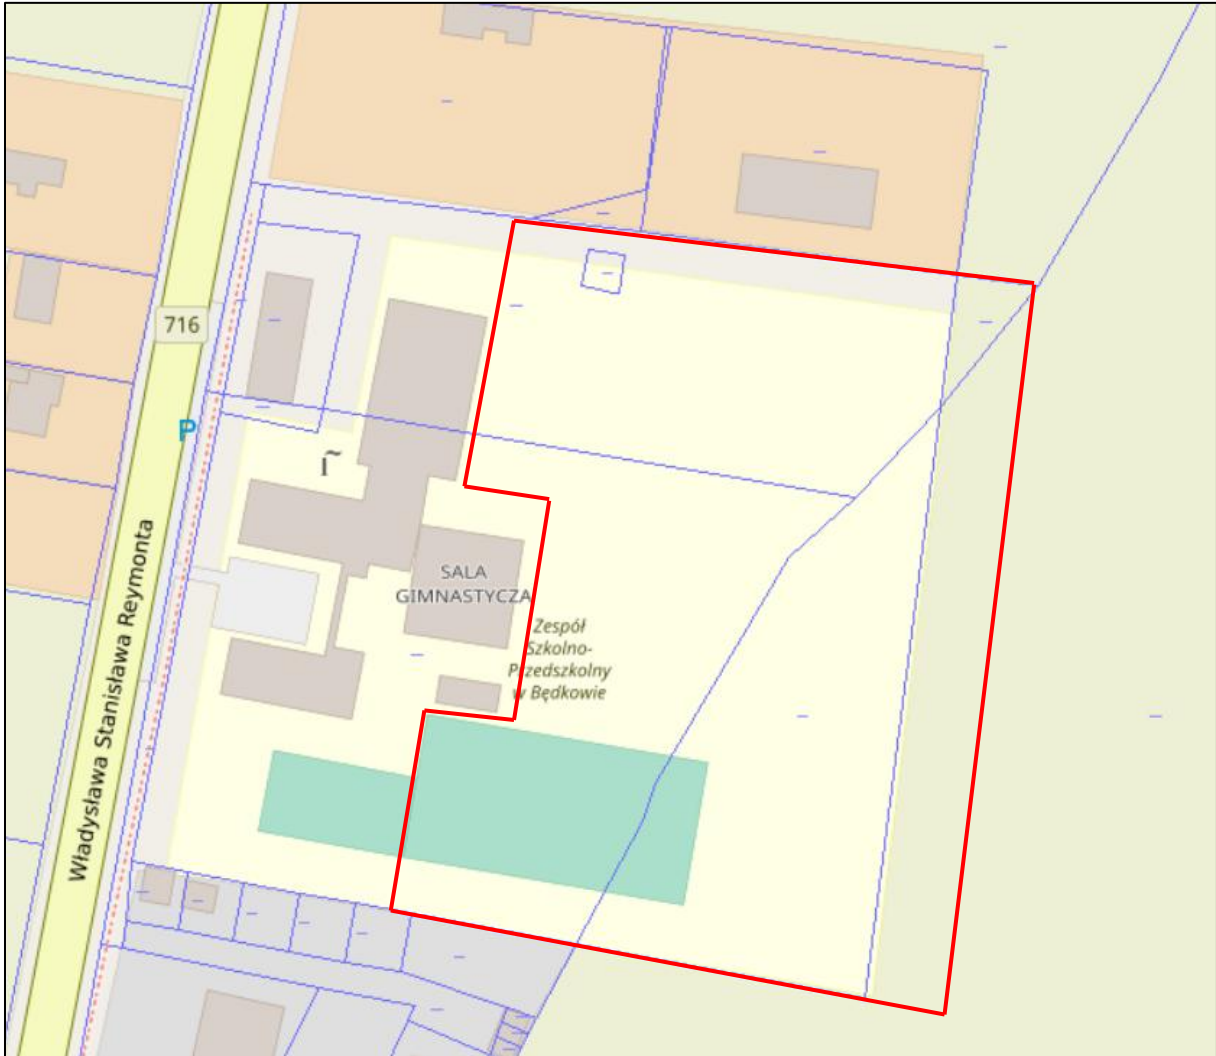 716
P
SALA
GIMNASTYCZA
Zespół
Szkolno-
Przedszkolny
w Będkowie
Władysława Stanisława Reymonta